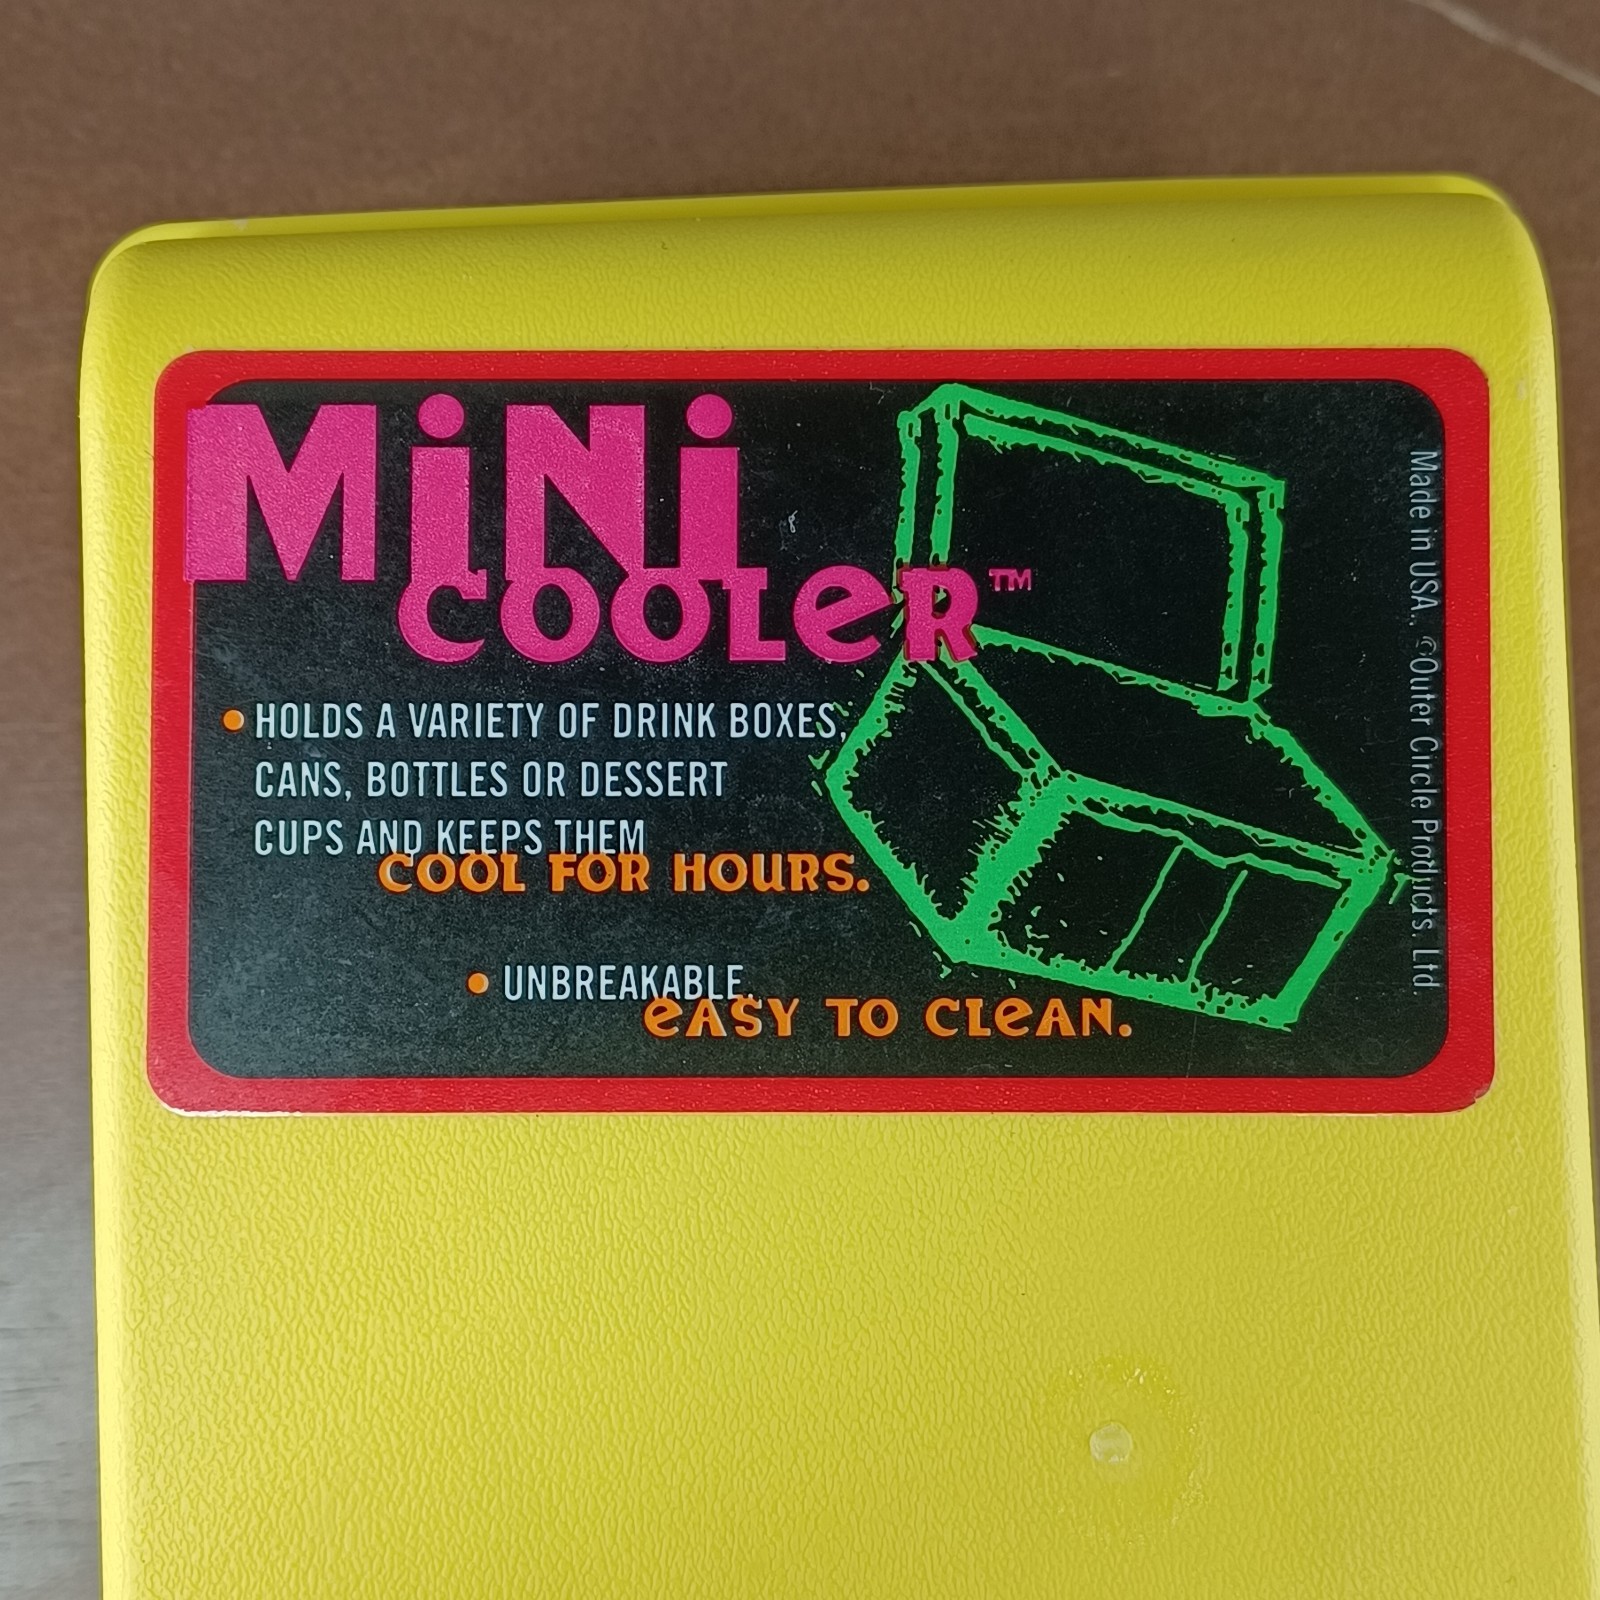 MiNi
COOLeR™
• HOLDS A VARIETY OF DRINK BOXES,
CANS, BOTTLES OR DESSERT
CUPS AND KEEPS THEM
COOL FOR HOURS.
• UNBREAKABLE,
eASY TO CLeAN.
Made in USA., ©Outer Circle Products. Ltd.